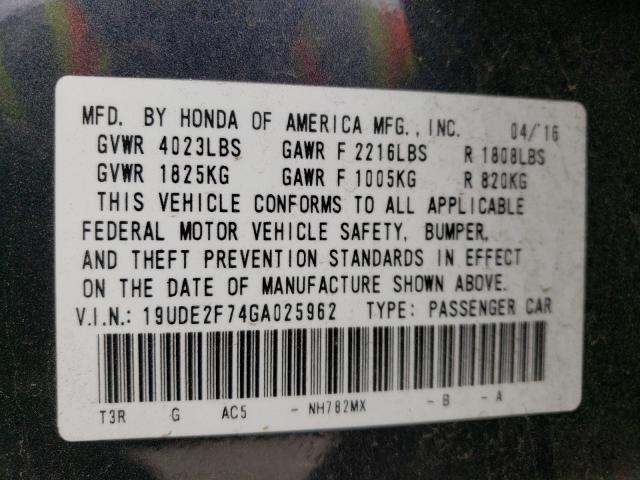 MFD. BY HONDA OF AMERICA MFG., INC. 04/'16
GVWR 4023LBS GAWR F 2216LBS R 1808LBS
GVWR 1825KG GAWR F 1005KG R 820KG
THIS VEHICLE CONFORMS TO ALL APPLICABLE
FEDERAL MOTOR VEHICLE SAFETY, BUMPER,
AND THEFT PREVENTION STANDARDS IN EFFECT
ON THE DATE OF MANUFACTURE SHOWN ABOVE.
V.I.N.: 19UDE2F74GA025962 TYPE: PASSENGER CAR
T3R G AC5 - NH782MX - B - A